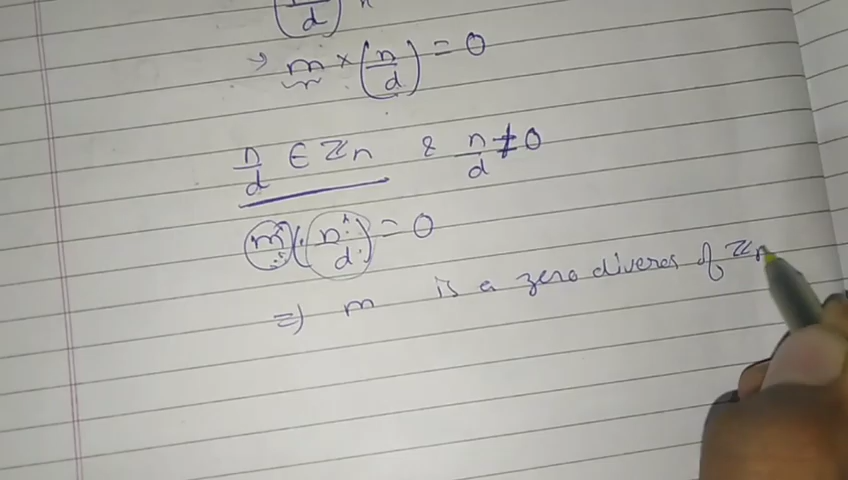 d
→ m × (n/d) = 0
n/d ∈ Zn & n/d ≠ 0
(m) · (n/d) = 0
⇒ m is a zero diveres of Zn